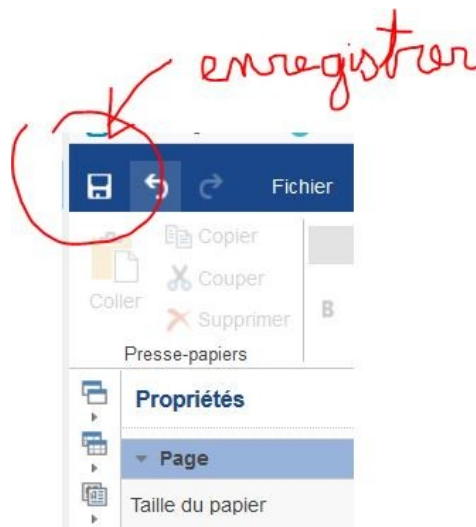 enregistrer
Fichier
Copier
Couper
Coller
Supprimer
B
Presse-papiers
Propriétés
Page
Taille du papier